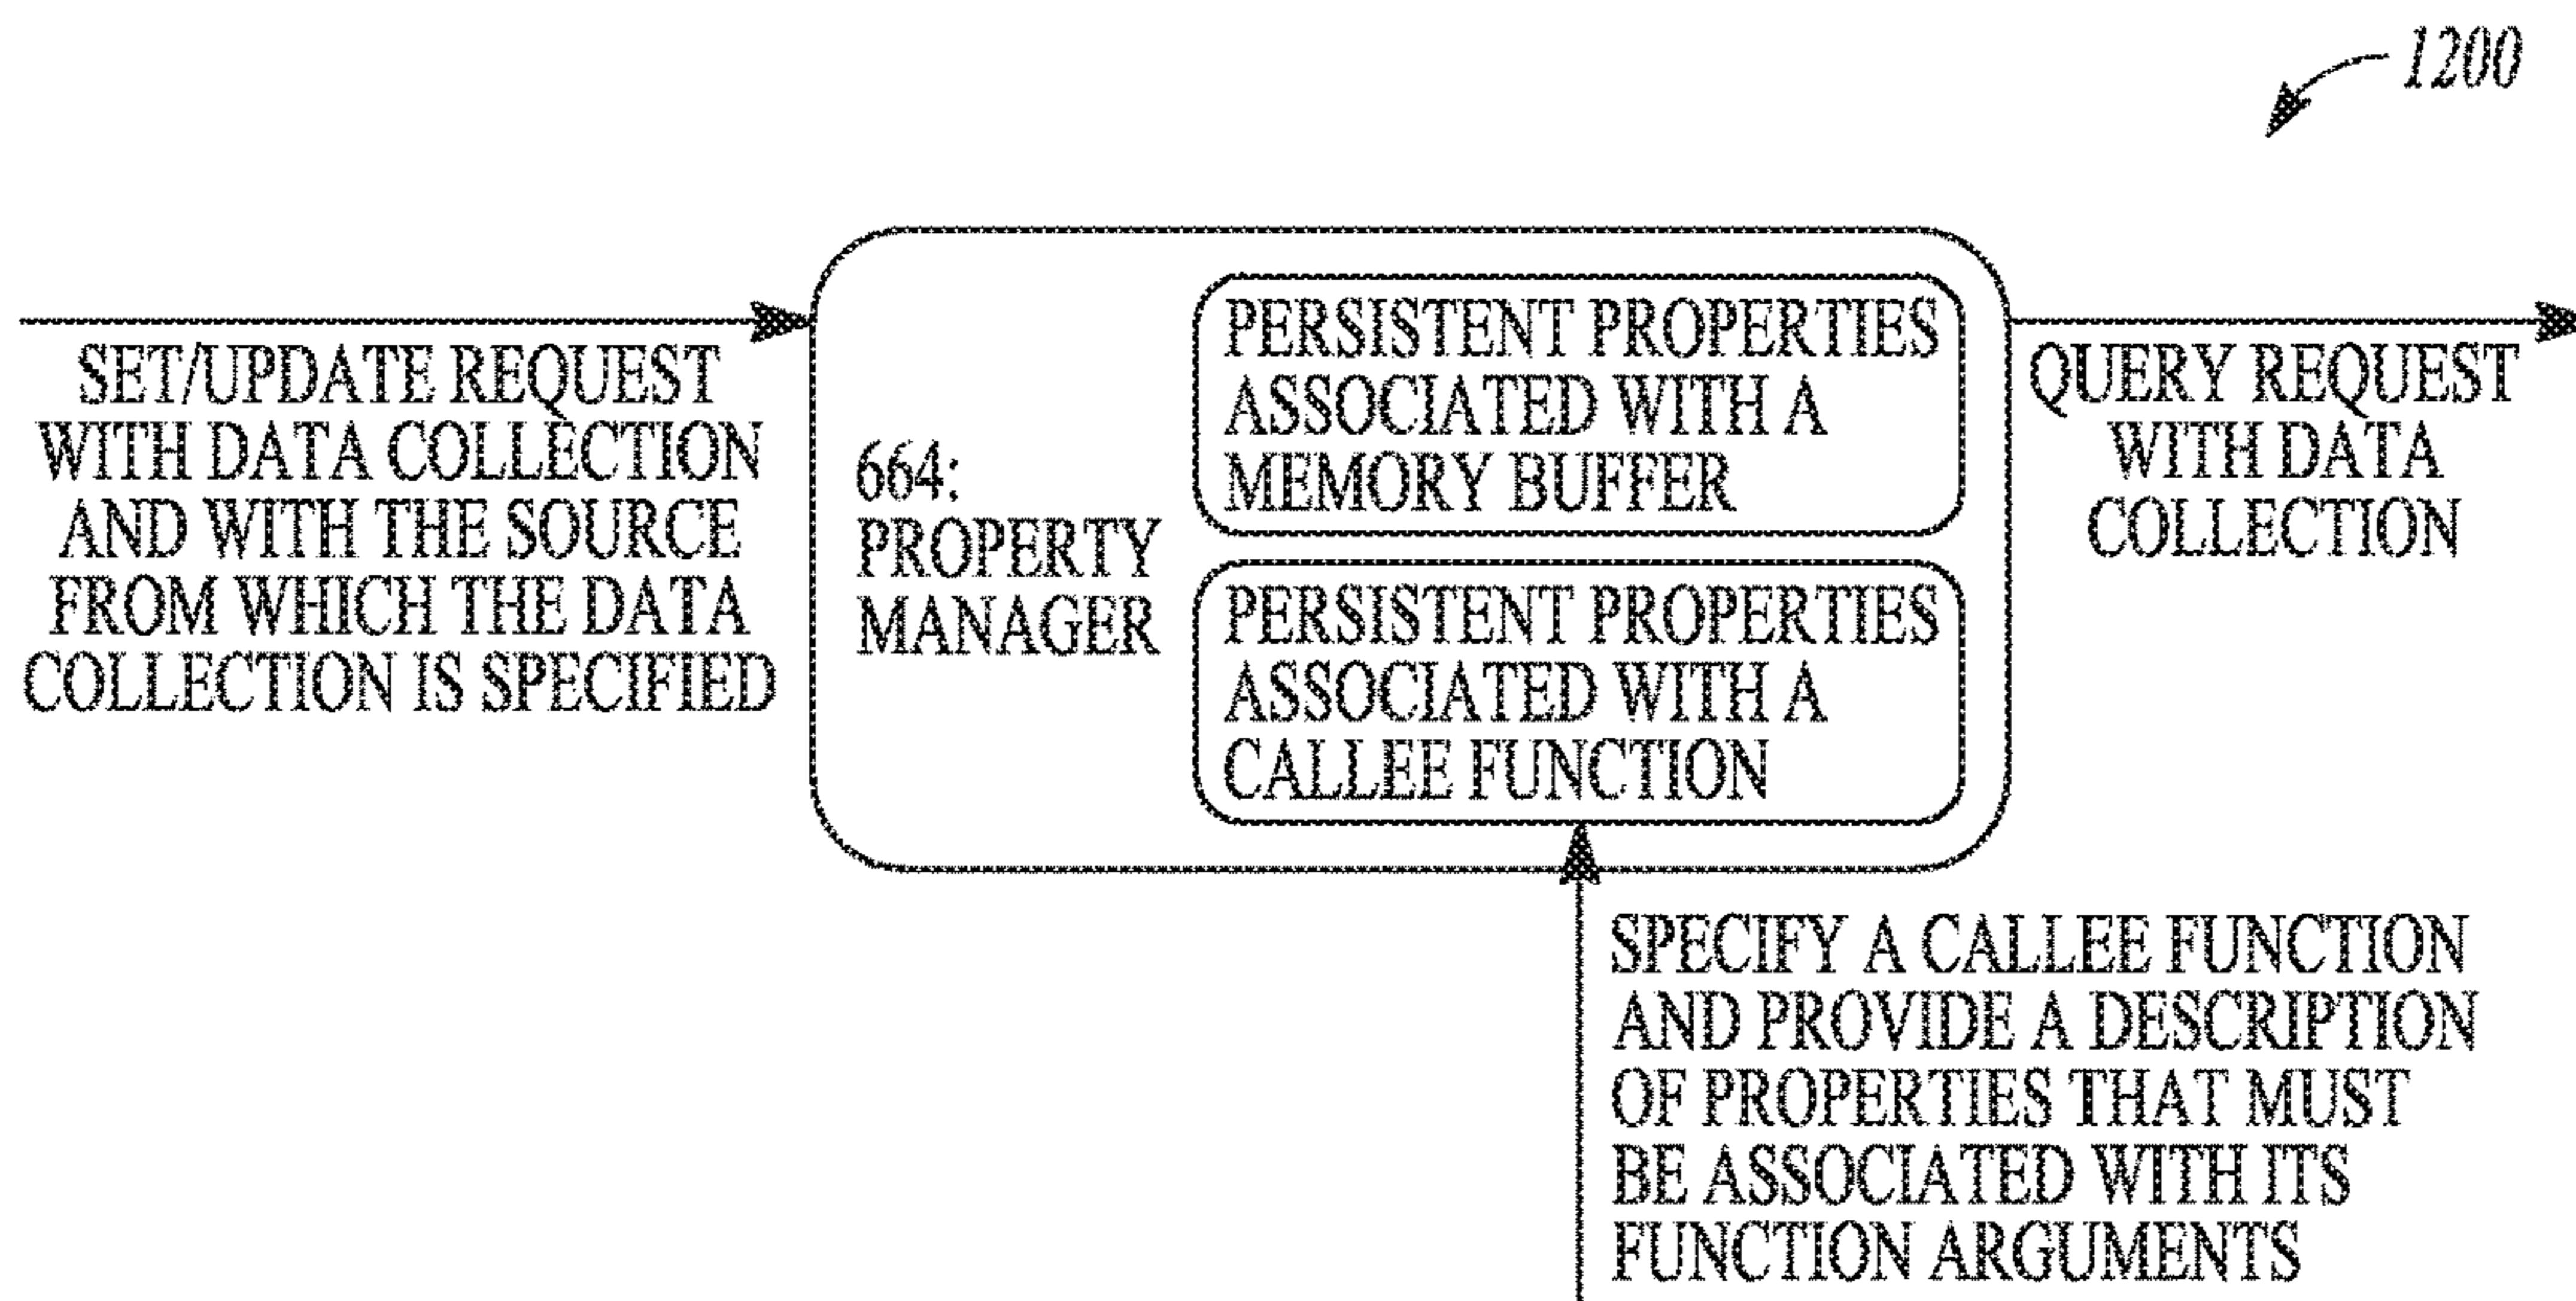 1200
SET/UPDATE REQUEST
WITH DATA COLLECTION
AND WITH THE SOURCE
FROM WHICH THE DATA
COLLECTION IS SPECIFIED
664:
PROPERTY
MANAGER
PERSISTENT PROPERTIES
ASSOCIATED WITH A
MEMORY BUFFER
PERSISTENT PROPERTIES
ASSOCIATED WITH A
CALLEE FUNCTION
QUERY REQUEST
WITH DATA
COLLECTION
SPECIFY A CALLEE FUNCTION
AND PROVIDE A DESCRIPTION
OF PROPERTIES THAT MUST
BE ASSOCIATED WITH ITS
FUNCTION ARGUMENTS